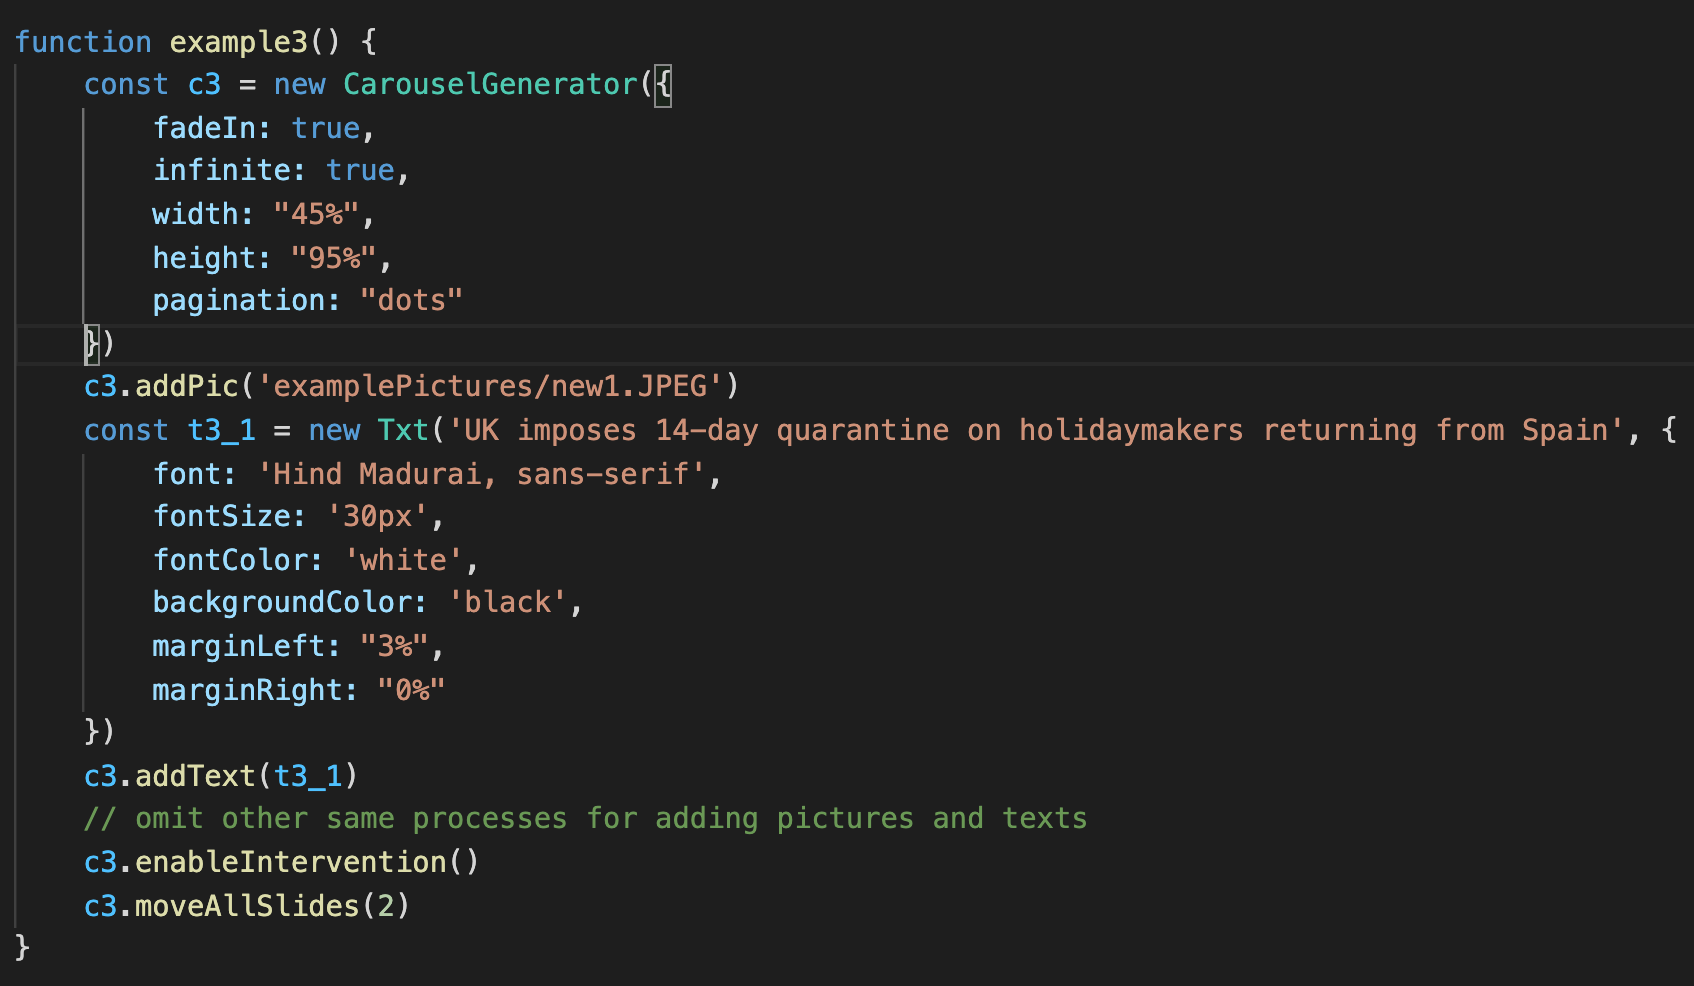 function example3() {
    const c3 = new CarouselGenerator({
        fadeIn: true,
        infinite: true,
        width: "45%",
        height: "95%",
        pagination: "dots"
    })
    c3.addPic('examplePictures/new1.JPEG')
    const t3_1 = new Txt('UK imposes 14-day quarantine on holidaymakers returning from Spain', {
        font: 'Hind Madurai, sans-serif',
        fontSize: '30px',
        fontColor: 'white',
        backgroundColor: 'black',
        marginLeft: "3%",
        marginRight: "0%"
    })
    c3.addText(t3_1)
    // omit other same processes for adding pictures and texts
    c3.enableIntervention()
    c3.moveAllSlides(2)
}